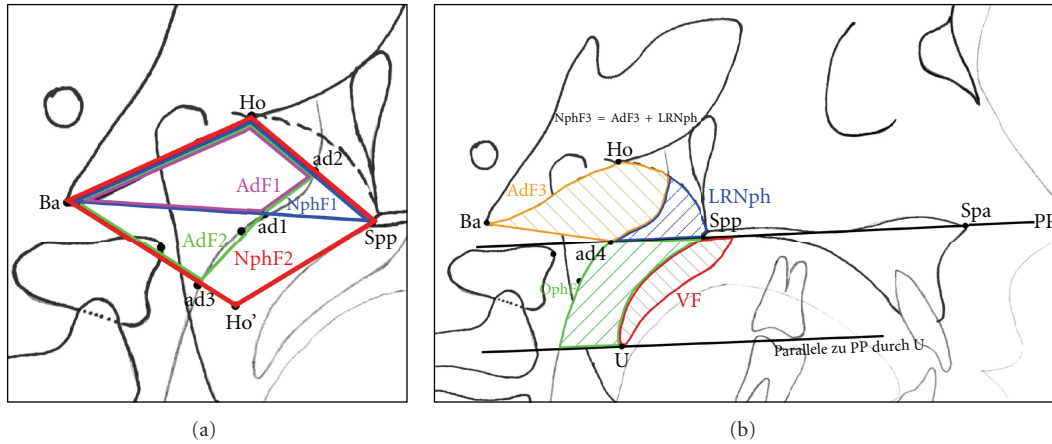 Ho
ad2
AdF1
Ba
NphF1
ad1
Spp
AdF2
NphF2
ad3
Ho'
(a)
NphF3 = AdF3 + LRNph
Ho
AdF3
LRNph
Ba
Spp
Spa
PP
ad4
OphF
VF
U
Parallele zu PP durch U
(b)